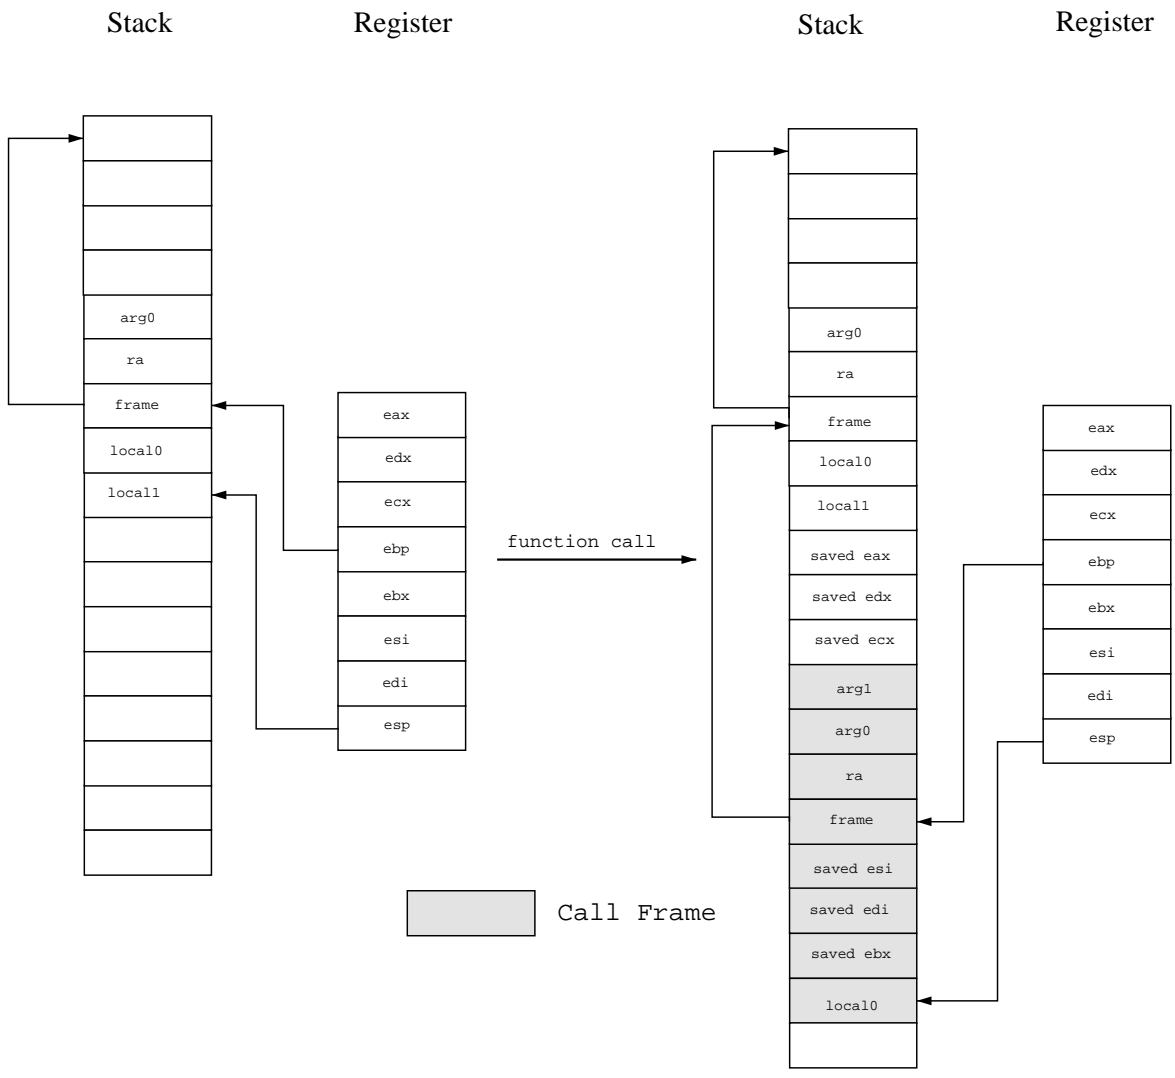 Stack
Register
Stack
Register
arg0
ra
frame
local0
local1
eax
edx
ecx
ebp
ebx
esi
edi
esp
function call
arg0
ra
frame
local0
local1
saved eax
saved edx
saved ecx
arg1
arg0
ra
frame
saved esi
saved edi
saved ebx
local0
eax
edx
ecx
ebp
ebx
esi
edi
esp
Call Frame